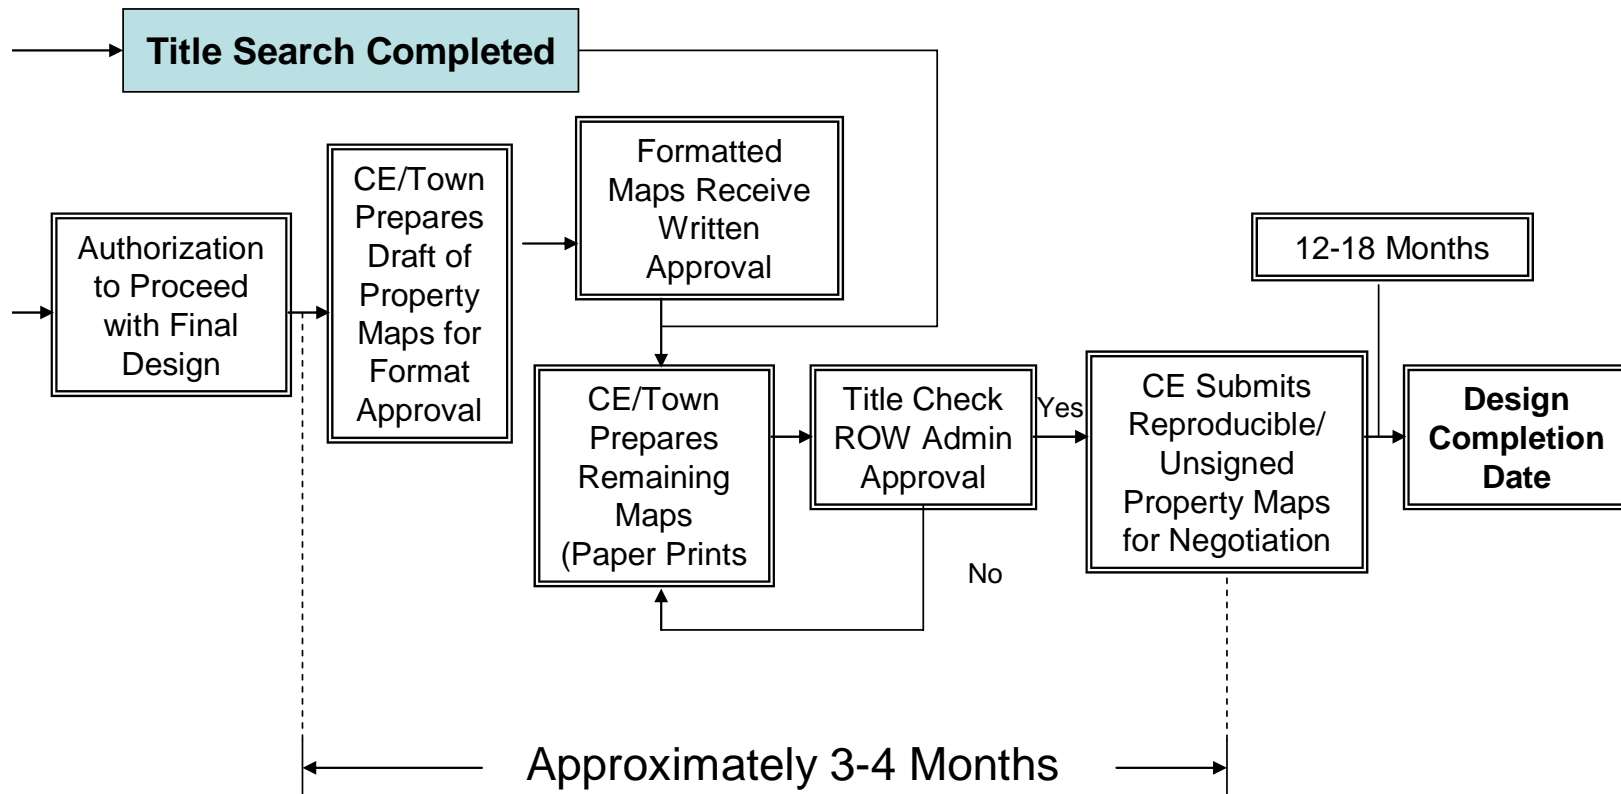 Title Search Completed
Authorization
to Proceed
with Final
Design
CE/Town
Prepares
Draft of
Property
Maps for
Format
Approval
Formatted
Maps Receive
Written
Approval
CE/Town
Prepares
Remaining
Maps
(Paper Prints
Title Check
ROW Admin
Approval
Yes
No
CE Submits
Reproducible/
Unsigned
Property Maps
for Negotiation
12-18 Months
Design
Completion
Date
Approximately 3-4 Months